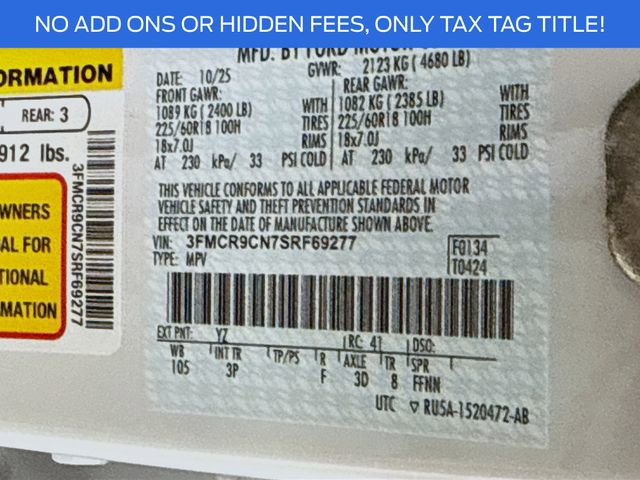 NO ADD ONS OR HIDDEN FEES, ONLY TAX TAG TITLE!
MFD. BY FORD MOTOR
DATE: 10/25 GVWR: 2123 KG ( 4680 LB)
FRONT GAWR: REAR GAWR:
1089 KG ( 2400 LB) WITH 1082 KG ( 2385 LB) WITH
225/60R18 100H TIRES 225/60R18 100H TIRES
18x7.0J RIMS 18x7.0J RIMS
AT 230 kPa/ 33 PSI COLD AT 230 kPa/ 33 PSI COLD
THIS VEHICLE CONFORMS TO ALL APPLICABLE FEDERAL MOTOR
VEHICLE SAFETY AND THEFT PREVENTION STANDARDS IN
EFFECT ON THE DATE OF MANUFACTURE SHOWN ABOVE.
VIN: 3FMCR9CN7SRF69277 F0134
TYPE: MPV T0424
EXT PNT: YZ RC: 41 DSO:
WB INT TR TP/PS R AXLE TR SPR
105 3P F 3D 8 FFNN
UTC ▽ RU5A-1520472-AB
ORMATION
REAR: 3
912 lbs.
3FMCR9CN7SRF69277
WNERS
AL FOR
TIONAL
MATION